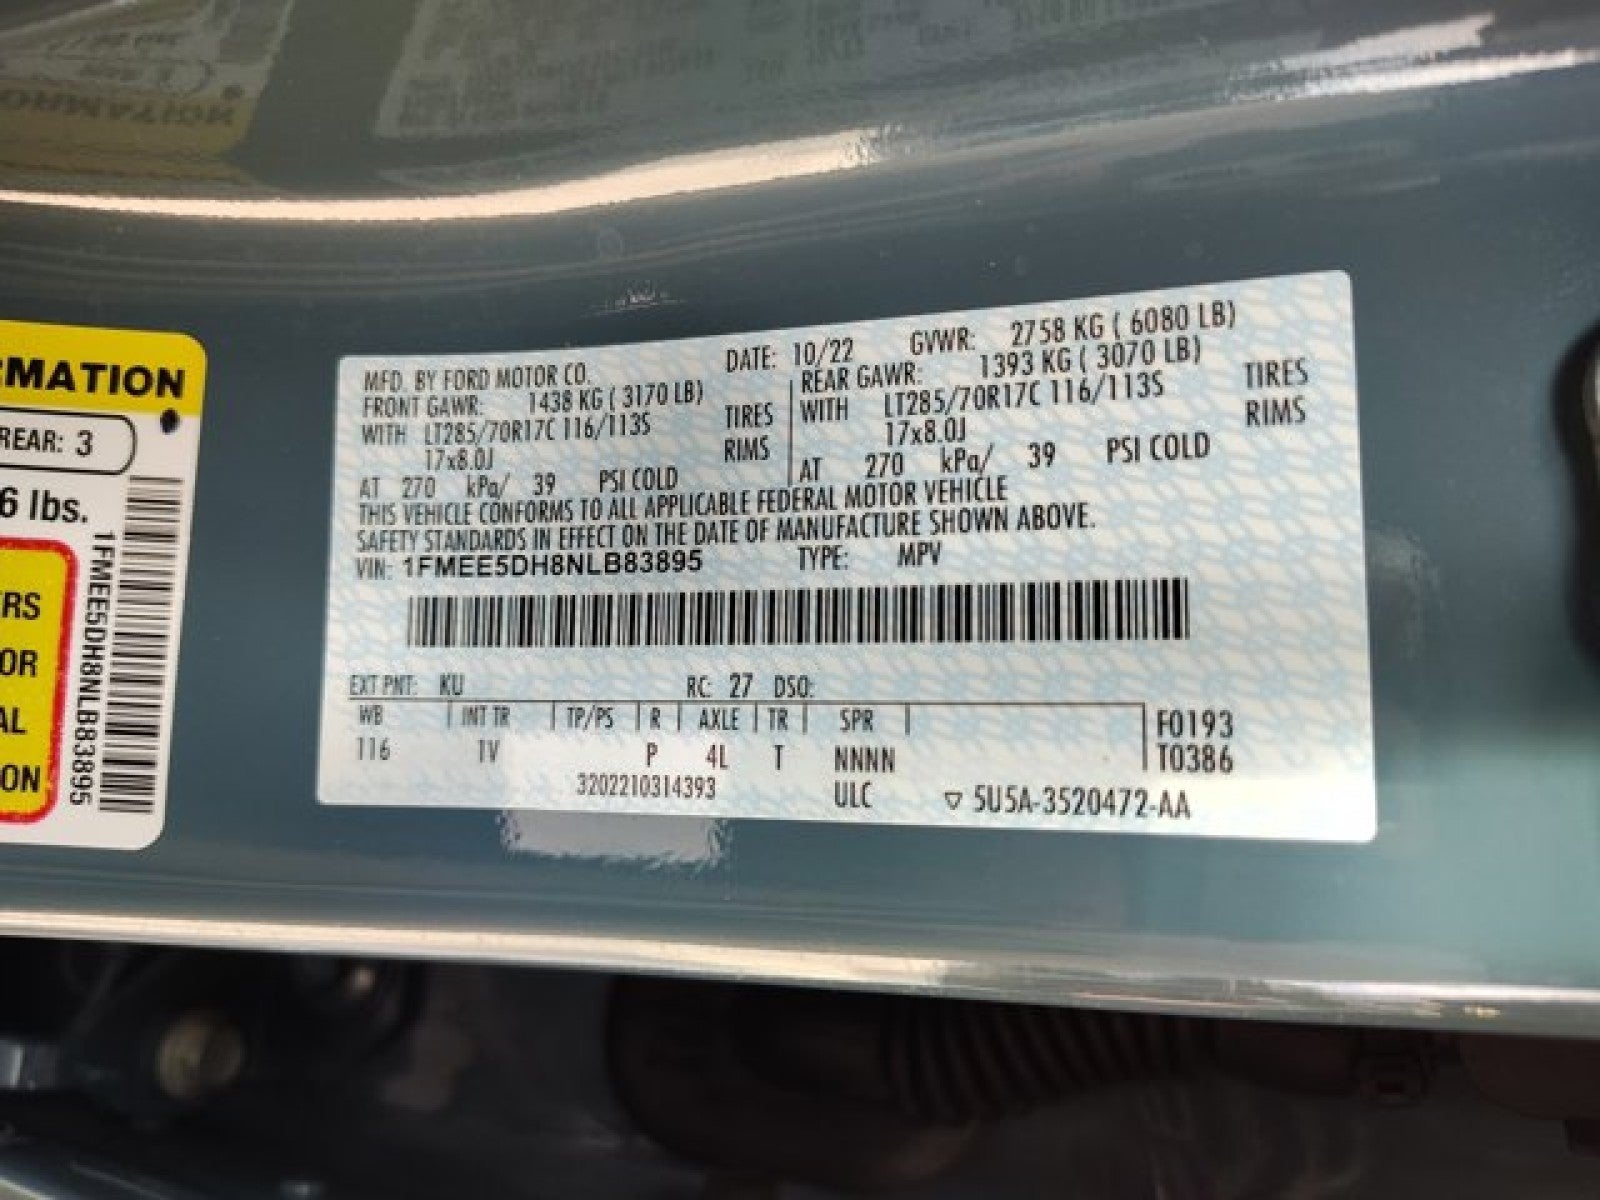 RMATION
REAR: 3
6 lbs.
RS
OR
AL
ON
1FMEE5DH8NLB83895
MFD. BY FORD MOTOR CO.
DATE: 10/22 GVWR: 2758 KG ( 6080 LB)
FRONT GAWR: 1438 KG ( 3170 LB)
WITH LT285/70R17C 116/113S TIRES
17x8.0J RIMS
AT 270 kPa/ 39 PSI COLD
REAR GAWR: 1393 KG ( 3070 LB)
WITH LT285/70R17C 116/113S TIRES
17x8.0J RIMS
AT 270 kPa/ 39 PSI COLD
THIS VEHICLE CONFORMS TO ALL APPLICABLE FEDERAL MOTOR VEHICLE
SAFETY STANDARDS IN EFFECT ON THE DATE OF MANUFACTURE SHOWN ABOVE.
VIN: 1FMEE5DH8NLB83895 TYPE: MPV
EXT PNT: KU RC: 27 DSO:
WB INT TR TP/PS R AXLE TR SPR F0193
116 TV P 4L T NNNN T0386
3202210314393 ULC 5U5A-3520472-AA